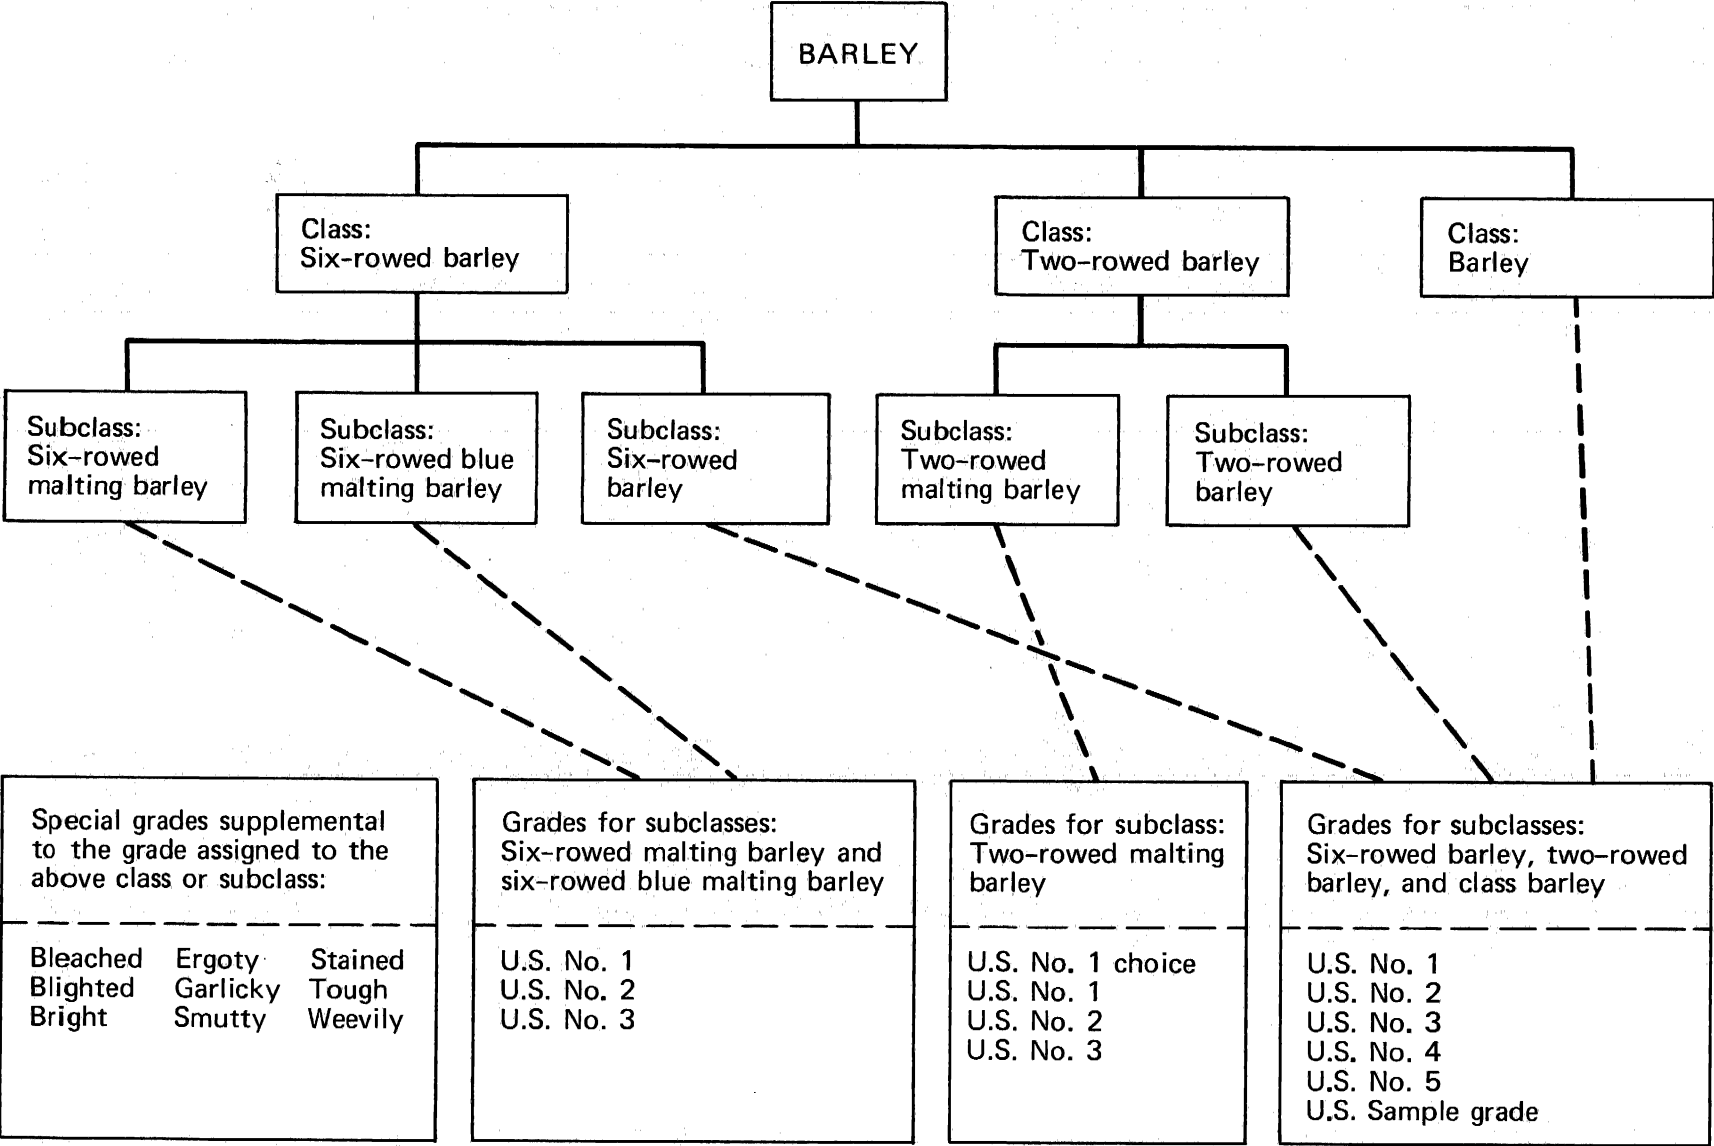 BARLEY
Class:
Six-rowed barley
Class:
Two-rowed barley
Class:
Barley
Subclass:
Six-rowed
malting barley
Subclass:
Six-rowed blue
malting barley
Subclass:
Six-rowed
barley
Subclass:
Two-rowed
malting barley
Subclass:
Two-rowed
barley
Special grades supplemental
to the grade assigned to the
above class or subclass:
Bleached Ergoty Stained
Blighted Garlicky Tough
Bright Smutty Weevily
Grades for subclasses:
Six-rowed malting barley and
six-rowed blue malting barley
U.S. No. 1
U.S. No. 2
U.S. No. 3
Grades for subclass:
Two-rowed malting
barley
U.S. No. 1 choice
U.S. No. 1
U.S. No. 2
U.S. No. 3
Grades for subclasses:
Six-rowed barley, two-rowed
barley, and class barley
U.S. No. 1
U.S. No. 2
U.S. No. 3
U.S. No. 4
U.S. No. 5
U.S. Sample grade